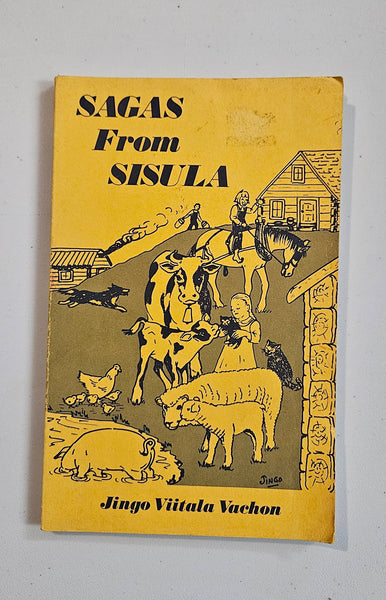 SAGAS
From
SISULA
JINGO
Jingo Viitala Vachon